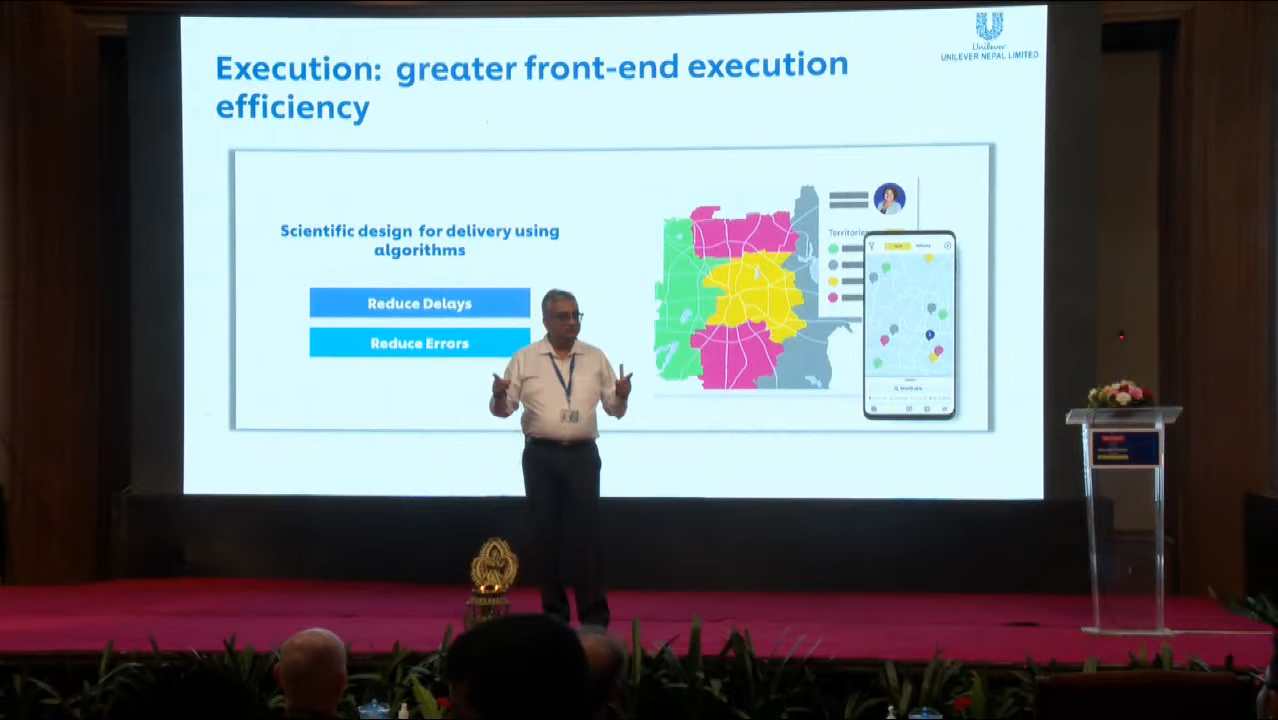 Execution: greater front-end execution
efficiency
Unilever
UNILEVER NEPAL LIMITED
Scientific design for delivery using
algorithms
Reduce Delays
Reduce Errors
Territories